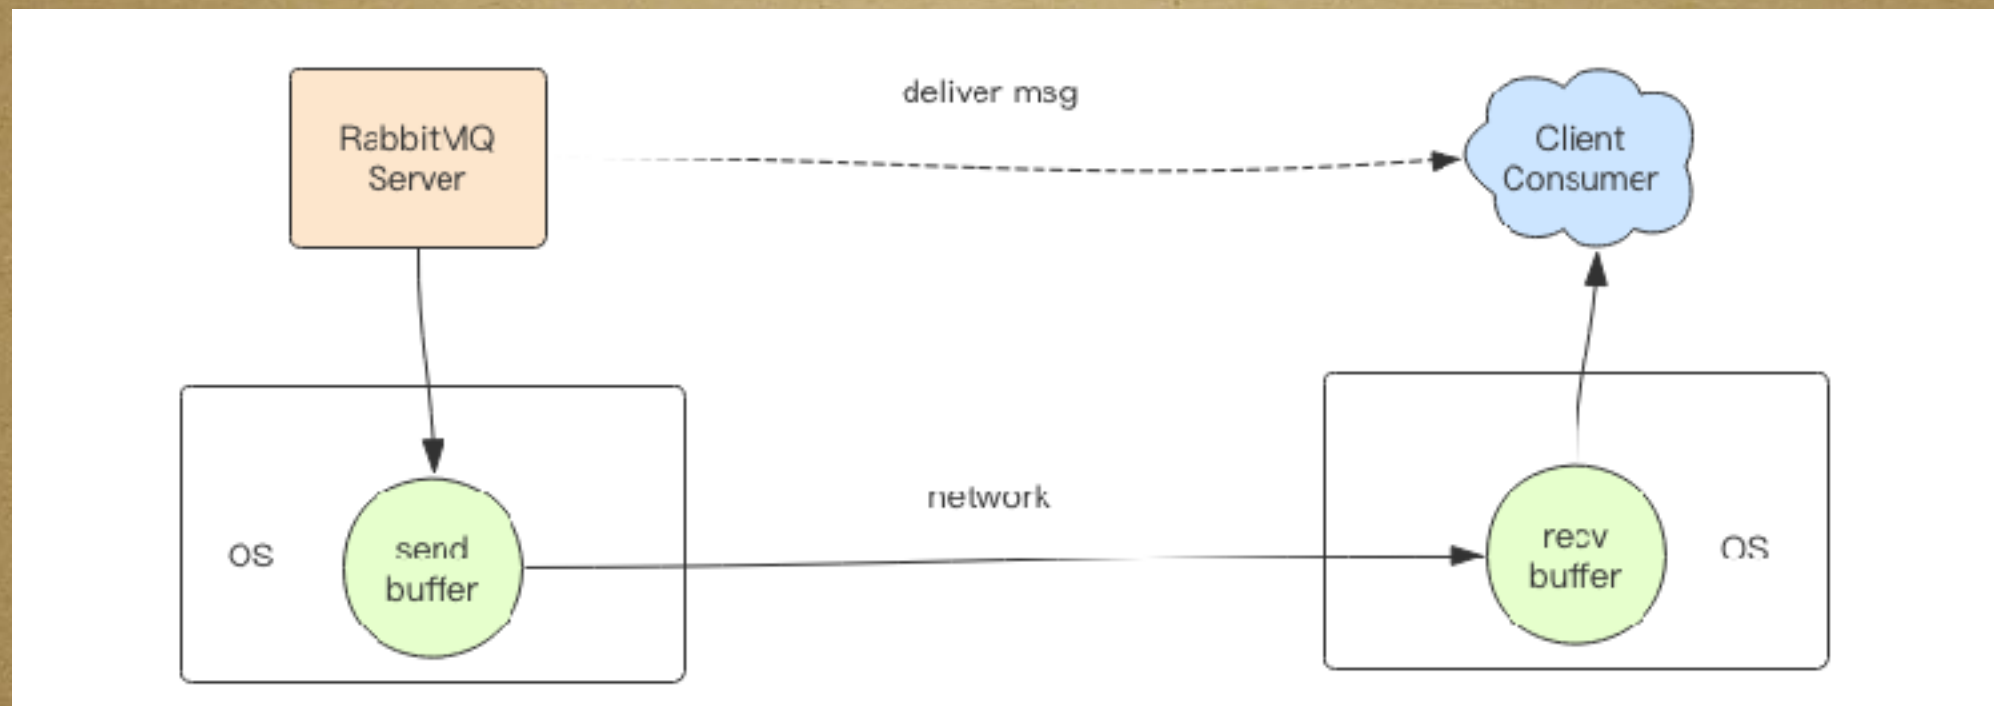 deliver msg
RabbitMQ
Server
Client
Consumer
network
OS
send
buffer
recv
buffer
OS